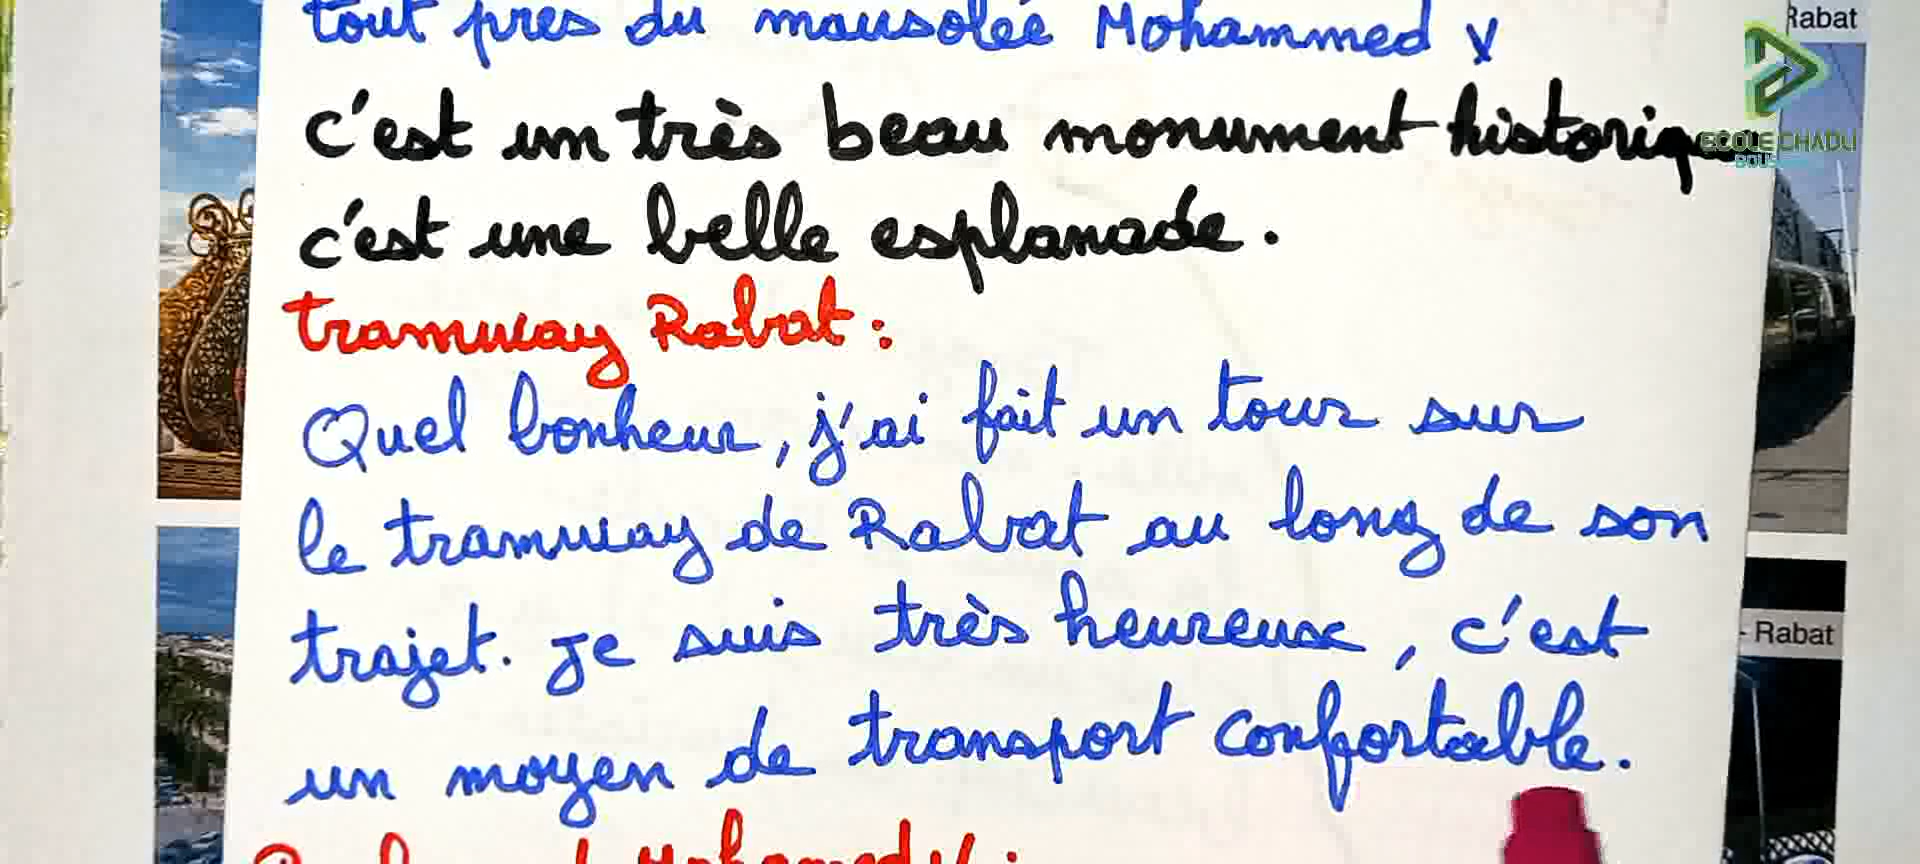 tout près du mausolée Mohammed V
Rabat
c'est un très beau monument historique
ECOLE CHADLI
c'est une belle esplanade.
tramway Rabat :
Quel bonheur, j'ai fait un tour sur
le tramway de Rabat au long de son
trajet. Je suis très heureux, c'est
- Rabat
un moyen de transport confortable.